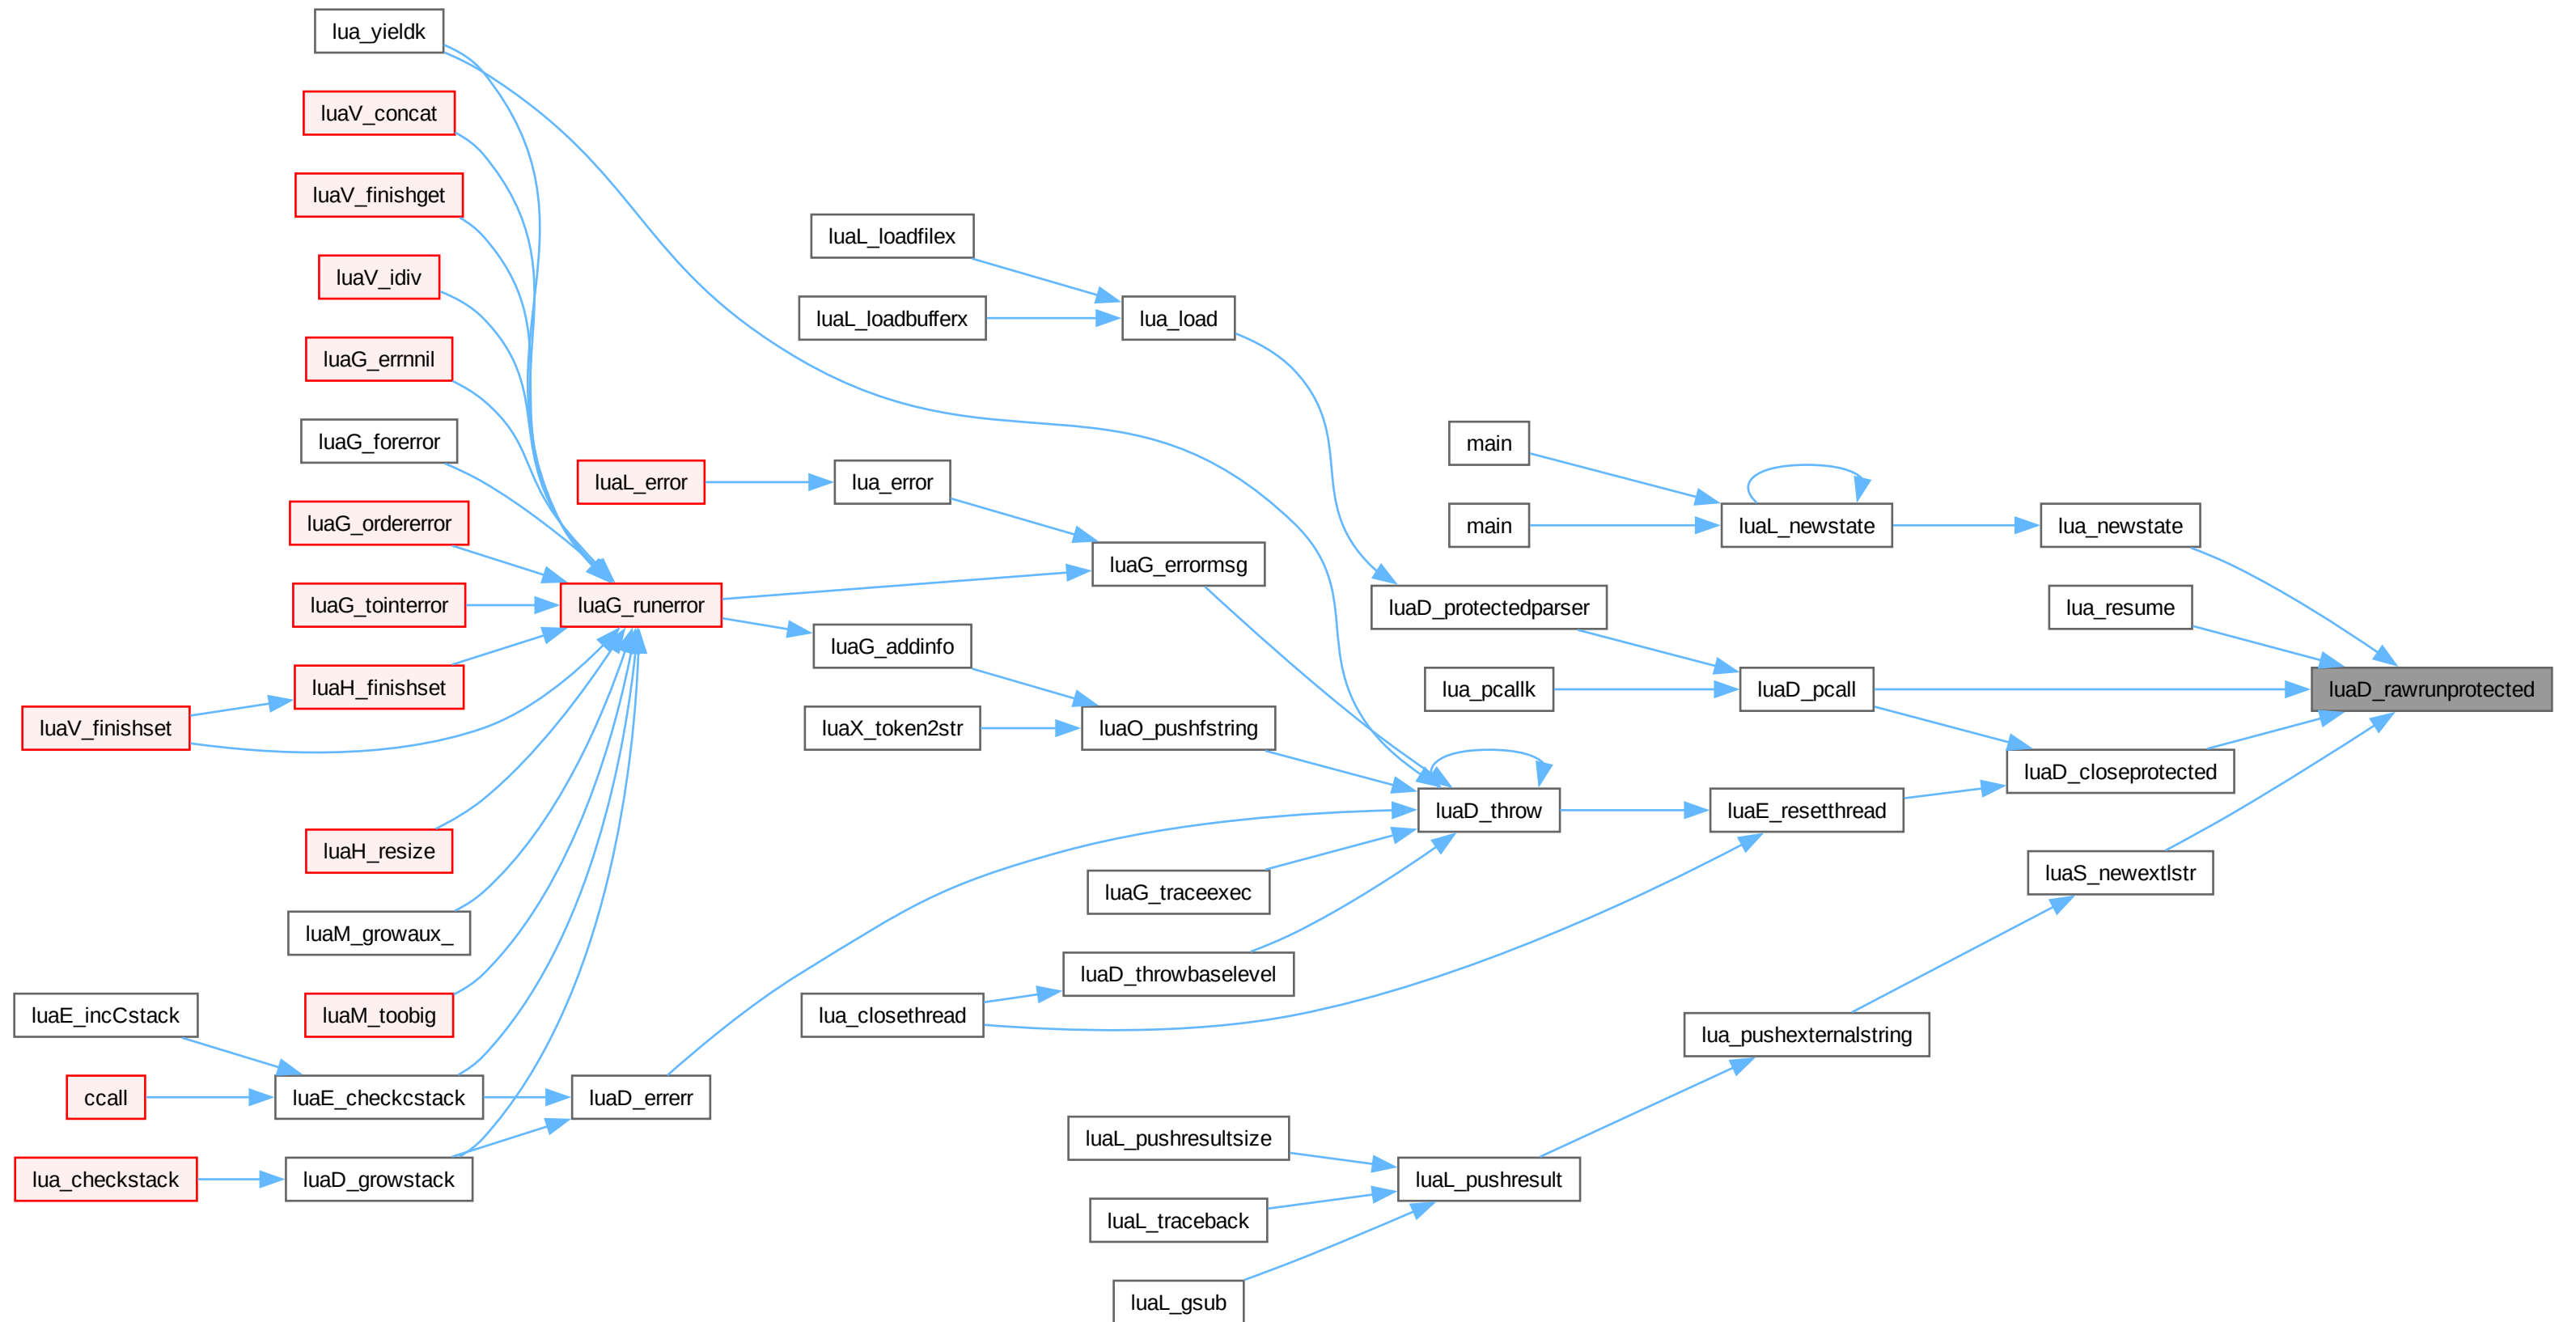 lua_yieldk
luaV_concat
luaV_finishget
luaL_loadfilex
luaV_idiv
luaL_loadbufferx
lua_load
luaG_errnnil
luaG_forerror
main
luaL_error
lua_error
luaG_ordererror
main
luaL_newstate
lua_newstate
luaG_errormsg
luaG_tointerror
luaG_runerror
luaD_protectedparser
lua_resume
luaG_addinfo
luaH_finishset
lua_pcallk
luaD_pcall
luaD_rawrunprotected
luaV_finishset
luaX_token2str
luaO_pushfstring
luaD_closeprotected
luaD_throw
luaE_resetthread
luaH_resize
luaS_newextlstr
luaG_traceexec
luaM_growaux_
luaD_throwbaselevel
luaE_incCstack
luaM_toobig
lua_closethread
lua_pushexternalstring
ccall
luaE_checkcstack
luaD_errerr
luaL_pushresultsize
lua_checkstack
luaD_growstack
luaL_pushresult
luaL_traceback
luaL_gsub